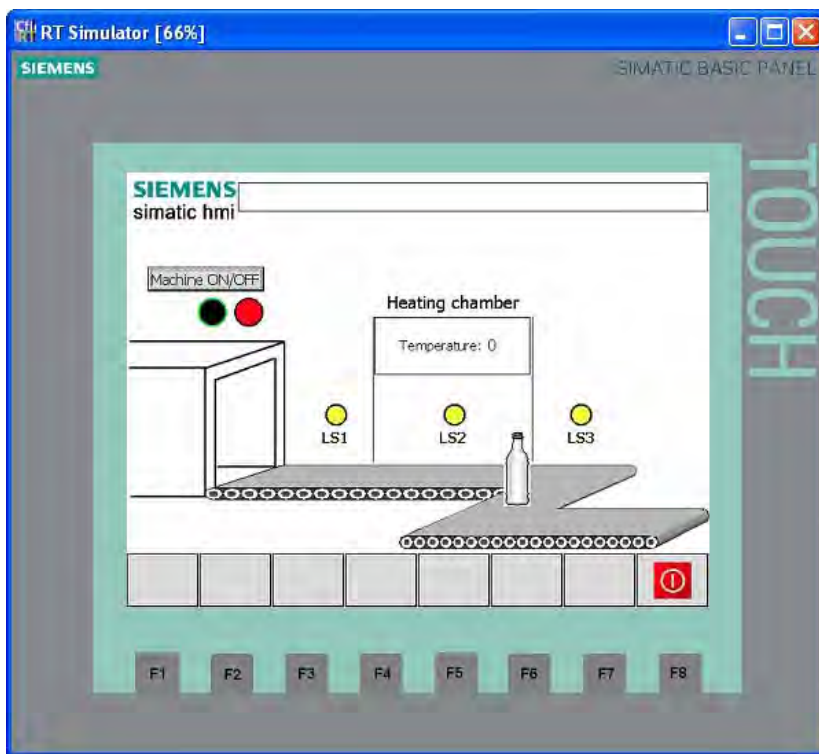 RT Simulator [66%]
SIEMENS
SIMATIC BASIC PANEL
TOUCH
SIEMENS
simatic hmi
Machine ON/OFF
Heating chamber
Temperature: 0
LS1
LS2
LS3
F1
F2
F3
F4
F5
F6
F7
F8